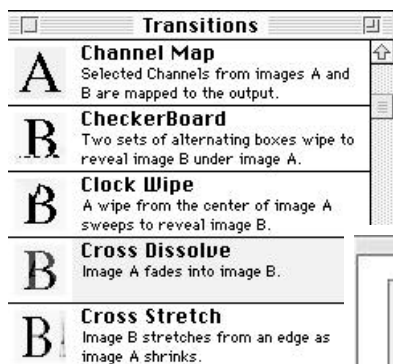 Transitions
A
Channel Map
Selected Channels from images A and
B are mapped to the output.
B
CheckerBoard
Two sets of alternating boxes wipe to
reveal image B under image A.
B
Clock Wipe
A wipe from the center of image A
sweeps to reveal image B.
B
Cross Dissolve
Image A fades into image B.
B
Cross Stretch
Image B stretches from an edge as
image A shrinks.